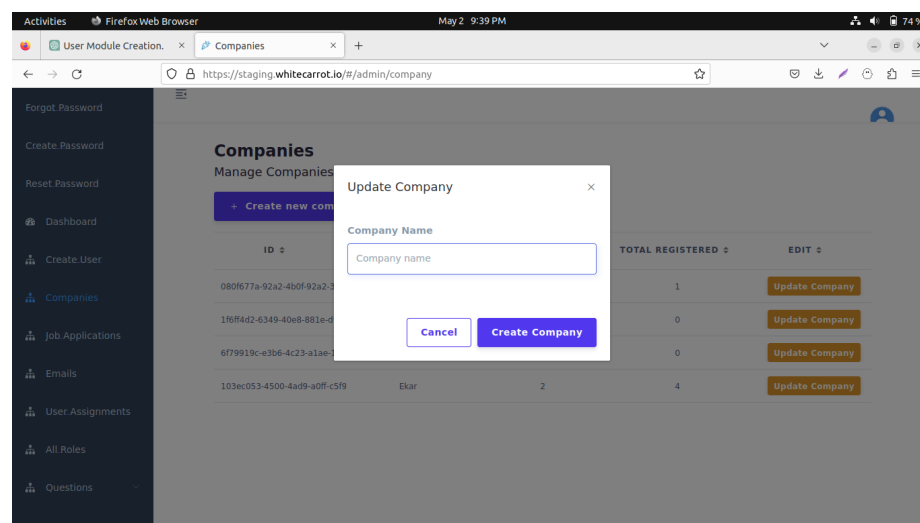 Activities Firefox Web Browser May 2 9:39 PM 74 %
User Module Creation. × Companies × +
https://staging.whitecarrot.io/#/admin/company
Forgot Password
Create Password
Reset Password
Dashboard
Create User
Companies
Job Applications
Emails
User Assignments
All Roles
Questions
Companies
Manage Companies
+ Create new com
ID TOTAL REGISTERED EDIT
080f677a-92a2-4b0f-92a2-3 1 Update Company
1f6ff4d2-6349-40e8-881e-d 0 Update Company
6f79919c-e3b6-4c23-a1ae- 0 Update Company
103ec053-4500-4ad9-a0ff-c5f9 Ekar 2 4 Update Company
Update Company ×
Company Name
Company name
Cancel Create Company